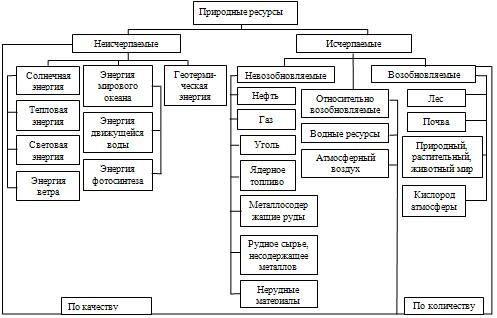 Природные ресурсы
Неисчерпаемые
Исчерпаемые
Солнечная
энергия
Тепловая
энергия
Световая
энергия
Энергия
ветра
Энергия
мирового
океана
Энергия
движущейся
воды
Энергия
фотосинтеза
Геотерми-
ческая
энергия
Невозобновляемые
Нефть
Газ
Уголь
Ядерное
топливо
Металлосодер
жащие руды
Рудное сырье,
несодержащее
металлов
Нерудные
материалы
Относительно
возобновляемые
Водные ресурсы
Атмосферный
воздух
Возобновляемые
Лес
Почва
Природный,
растительный,
животный мир
Кислород
атмосферы
По качеству
По количеству